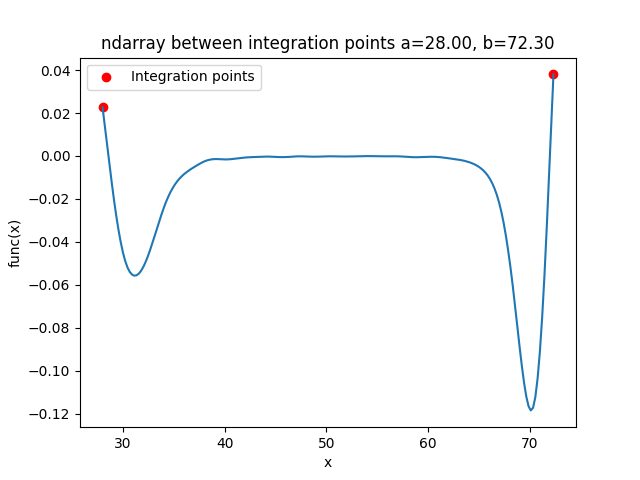 ndarray between integration points a=28.00, b=72.30
Integration points
0.04
0.02
0.00
−0.02
−0.04
−0.06
−0.08
−0.10
−0.12
func(x)
30 40 50 60 70
x